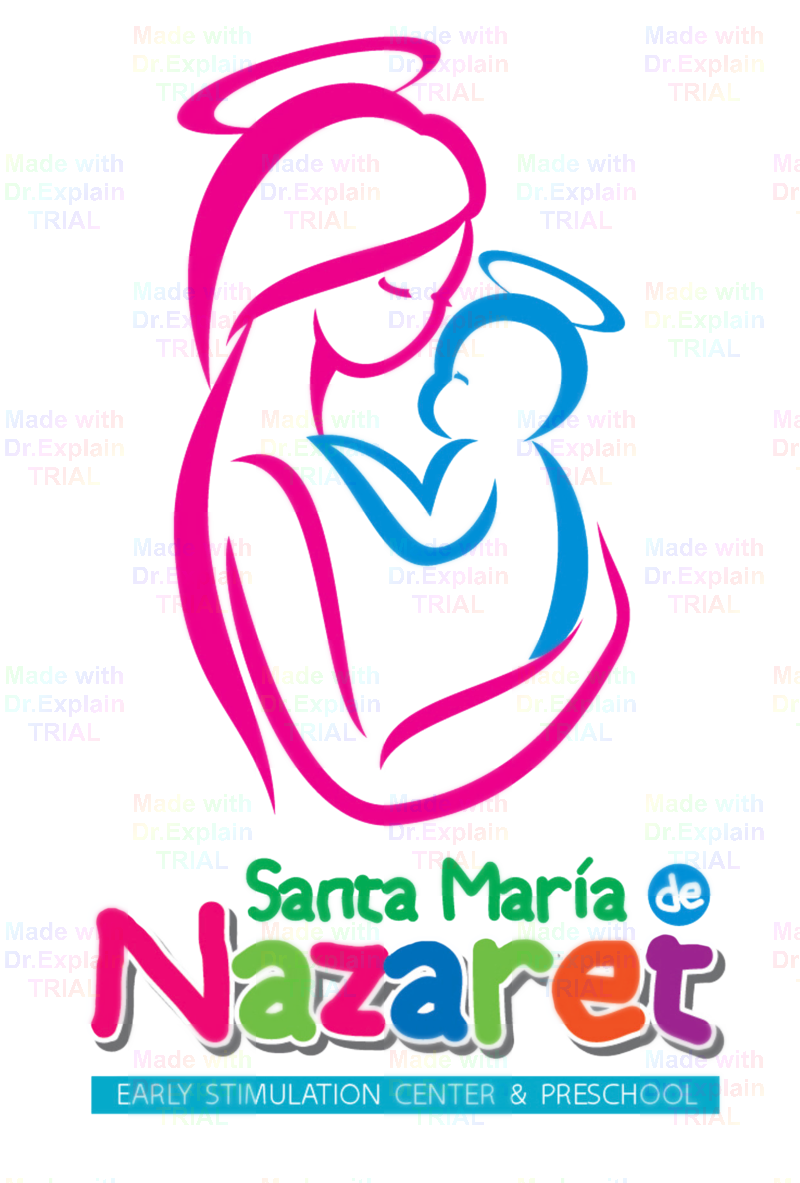 Santa María de
Nazaret
EARLY STIMULATION CENTER & PRESCHOOL
Made with
Dr.Explain
TRIAL